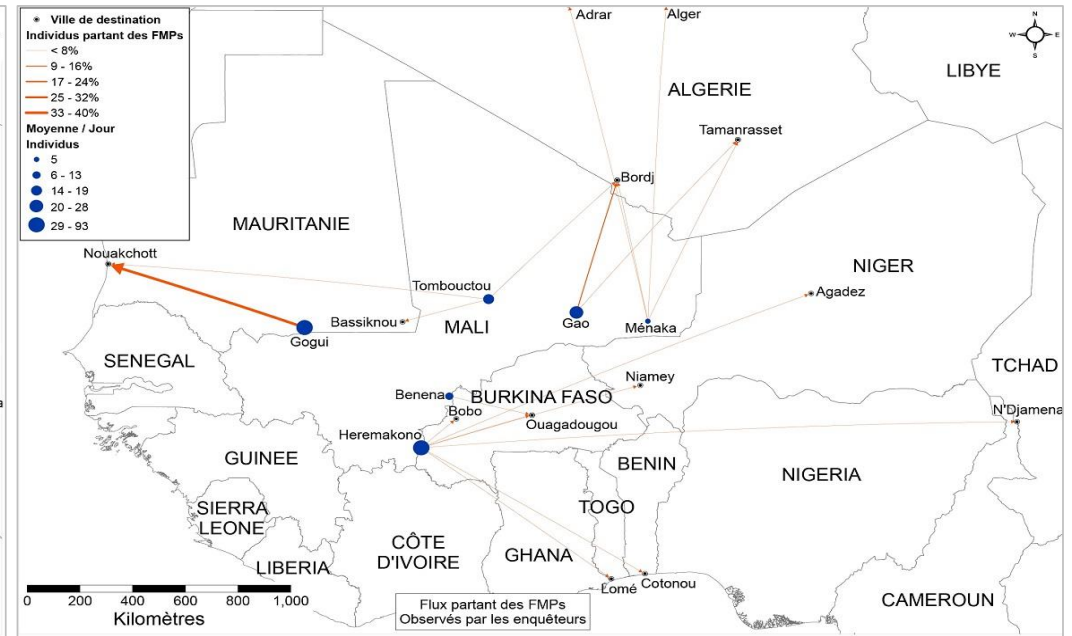 Ville de destination
Individus partant des FMPs
< 8%
9 - 16%
17 - 24%
25 - 32%
33 - 40%
Moyenne / Jour
Individus
5
6 - 13
14 - 19
20 - 28
29 - 93
Adrar
Alger
N
W
E
S
LIBYE
ALGERIE
Tamanrasset
Bordj
MAURITANIE
Nouakchott
Tombouctou
NIGER
Agadez
Bassiknou
MALI
Gao
Ménaka
Gogui
SENEGAL
TCHAD
Niamey
Benena
BURKINA FASO
Bobo
Ouagadougou
N'Djamena
Heremakono
GUINEE
BENIN
NIGERIA
TOGO
SIERRA
LEONE
CÔTE
D'IVOIRE
GHANA
LIBERIA
Lomé
Cotonou
0 200 400 600 800 1,000
Kilomètres
Flux partant des FMPs
Observés par les enquêteurs
CAMEROUN